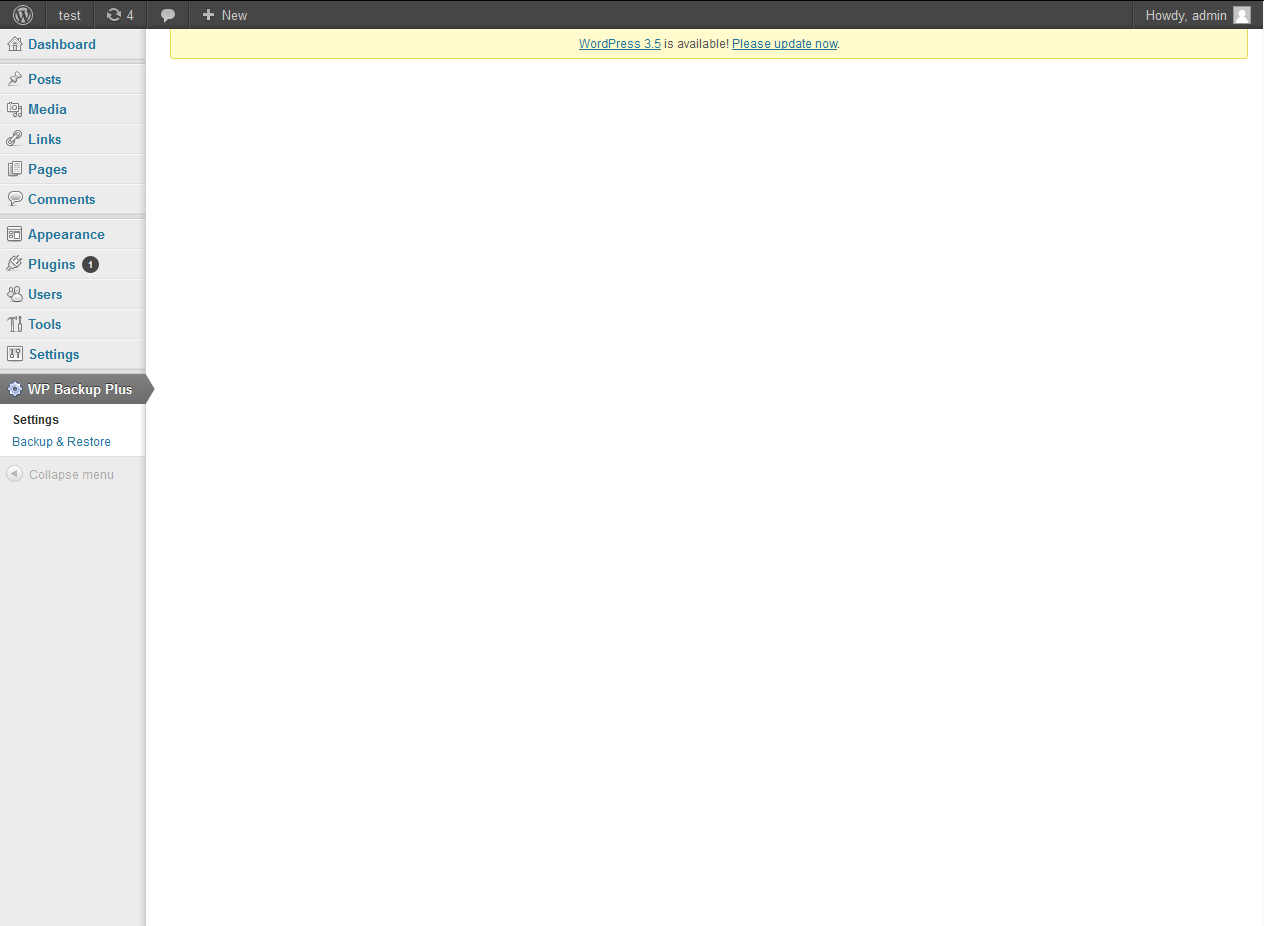 test 4 New Howdy, admin
WordPress 3.5 is available! Please update now.
Dashboard
Posts
Media
Links
Pages
Comments
Appearance
Plugins 1
Users
Tools
Settings
WP Backup Plus
Settings
Backup & Restore
Collapse menu